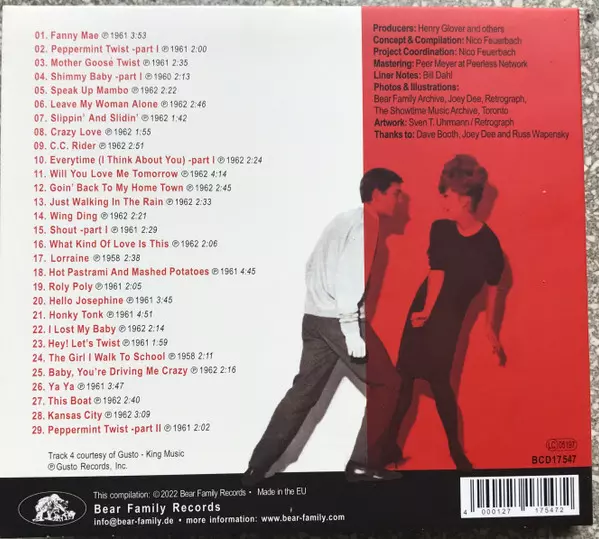 01. Fanny Mae ℗ 1961 3:53
02. Peppermint Twist -part I ℗ 1961 2:00
03. Mother Goose Twist ℗ 1961 2:35
04. Shimmy Baby -part I ℗ 1960 2:13
05. Speak Up Mambo ℗ 1962 2:22
06. Leave My Woman Alone ℗ 1962 2:46
07. Slippin' And Slidin' ℗ 1962 1:42
08. Crazy Love ℗ 1962 1:55
09. C.C. Rider ℗ 1962 2:51
10. Everytime (I Think About You) -part I ℗ 1962 2:24
11. Will You Love Me Tomorrow ℗ 1962 4:14
12. Goin' Back To My Home Town ℗ 1962 2:45
13. Just Walking In The Rain ℗ 1962 2:33
14. Wing Ding ℗ 1962 2:21
15. Shout -part I ℗ 1961 2:29
16. What Kind Of Love Is This ℗ 1962 2:06
17. Lorraine ℗ 1958 2:38
18. Hot Pastrami And Mashed Potatoes ℗ 1961 4:45
19. Roly Poly ℗ 1961 2:05
20. Hello Josephine ℗ 1961 3:45
21. Honky Tonk ℗ 1961 4:51
22. I Lost My Baby ℗ 1962 2:14
23. Hey! Let's Twist ℗ 1961 1:59
24. The Girl I Walk To School ℗ 1958 2:11
25. Baby, You're Driving Me Crazy ℗ 1962 2:16
26. Ya Ya ℗ 1961 3:47
27. This Boat ℗ 1962 2:40
28. Kansas City ℗ 1962 3:09
29. Peppermint Twist -part II ℗ 1961 2:02
Track 4 courtesy of Gusto - King Music
℗ Gusto Records, Inc.
Producers: Henry Glover and others
Concept & Compilation: Nico Feuerbach
Project Coordination: Nico Feuerbach
Mastering: Peer Meyer at Peerless Network
Liner Notes: Bill Dahl
Photos & Illustrations:
Bear Family Archive, Joey Dee, Retrograph,
The Showtime Music Archive, Toronto
Artwork: Sven T. Uhrmann / Retrograph
Thanks to: Dave Booth, Joey Dee and Russ Wapensky
LC 05197
BCD17547
This compilation: © 2022 Bear Family Records • Made in the EU
Bear Family Records
info@bear-family.de • more information: www.bear-family.com
4 000127 175472